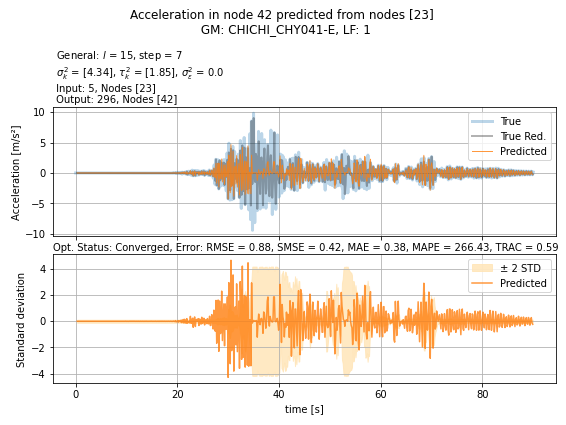 Acceleration in node 42 predicted from nodes [23]
GM: CHICHI_CHY041-E, LF: 1
General: l = 15, step = 7
σ²ₖ = [4.34], τ²ₖ = [1.85], σ²ε = 0.0
Input: 5, Nodes [23]
Output: 296, Nodes [42]
10
5
0
−5
−10
Acceleration [m/s²]
True
True Red.
Predicted
Opt. Status: Converged, Error: RMSE = 0.88, SMSE = 0.42, MAE = 0.38, MAPE = 266.43, TRAC = 0.59
4
2
0
−2
−4
Standard deviation
± 2 STD
Predicted
0 20 40 60 80
time [s]